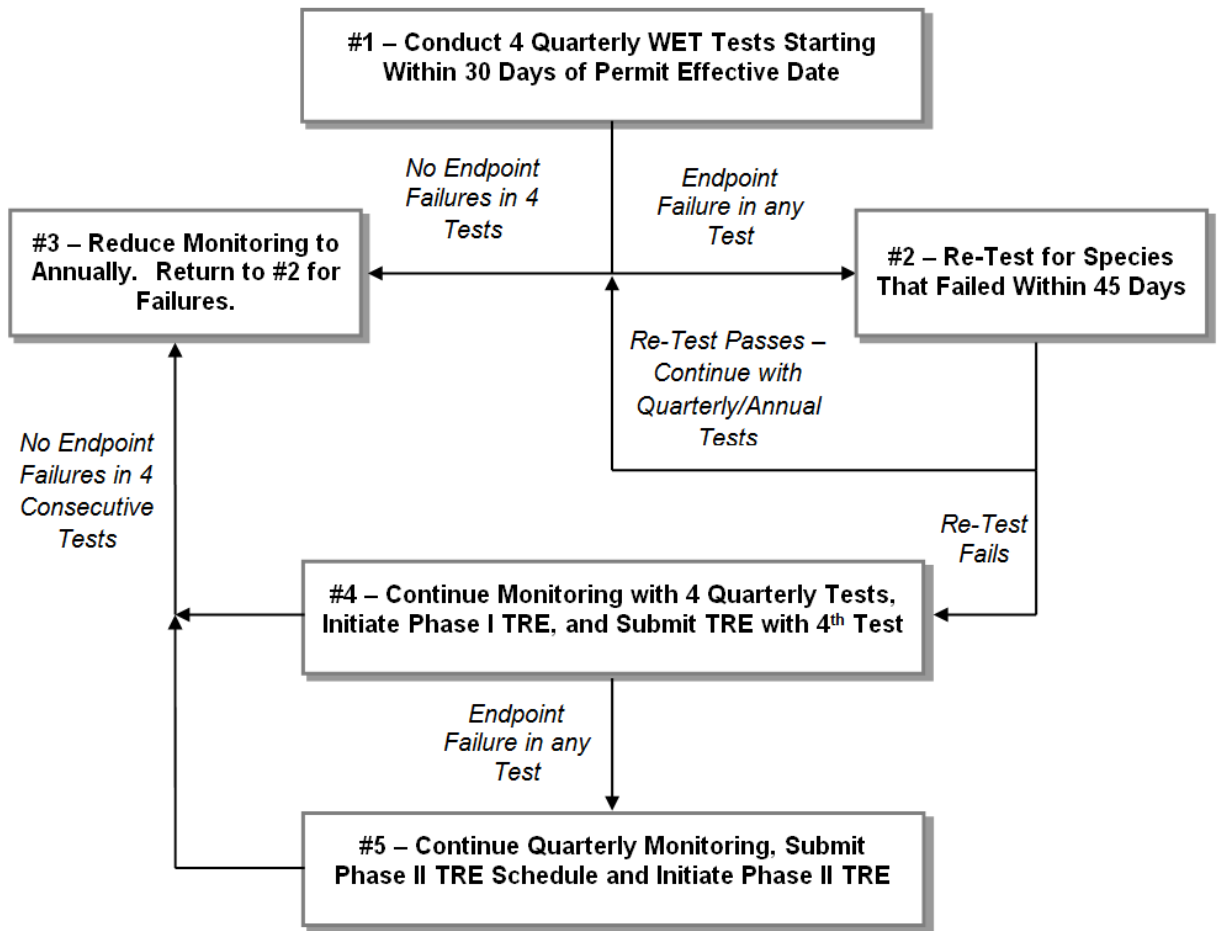 #1 – Conduct 4 Quarterly WET Tests Starting
Within 30 Days of Permit Effective Date
No Endpoint
Failures in 4
Tests
Endpoint
Failure in any
Test
#3 – Reduce Monitoring to
Annually. Return to #2 for
Failures.
#2 – Re-Test for Species
That Failed Within 45 Days
Re-Test Passes –
Continue with
Quarterly/Annual
Tests
No Endpoint
Failures in 4
Consecutive
Tests
Re-Test
Fails
#4 – Continue Monitoring with 4 Quarterly Tests,
Initiate Phase I TRE, and Submit TRE with 4th Test
Endpoint
Failure in any
Test
#5 – Continue Quarterly Monitoring, Submit
Phase II TRE Schedule and Initiate Phase II TRE